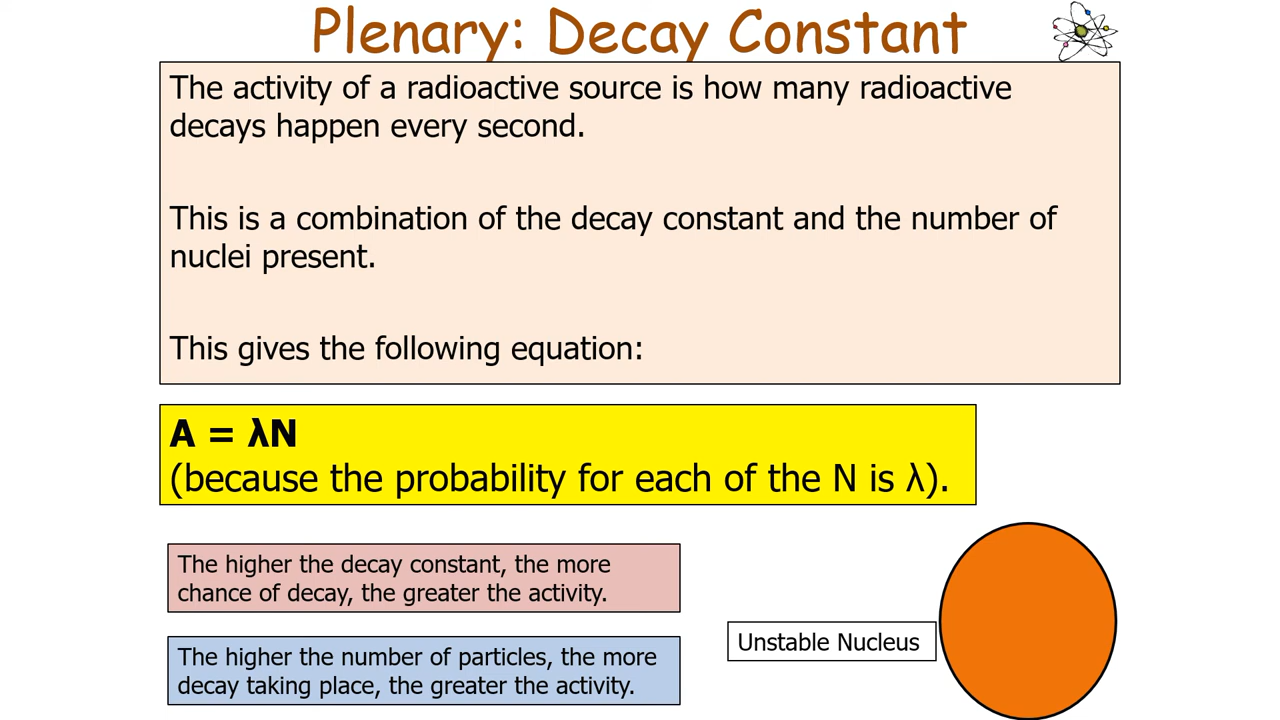 Plenary: Decay Constant
The activity of a radioactive source is how many radioactive
decays happen every second.
This is a combination of the decay constant and the number of
nuclei present.
This gives the following equation:
A = λN
(because the probability for each of the N is λ).
The higher the decay constant, the more
chance of decay, the greater the activity.
The higher the number of particles, the more
decay taking place, the greater the activity.
Unstable Nucleus